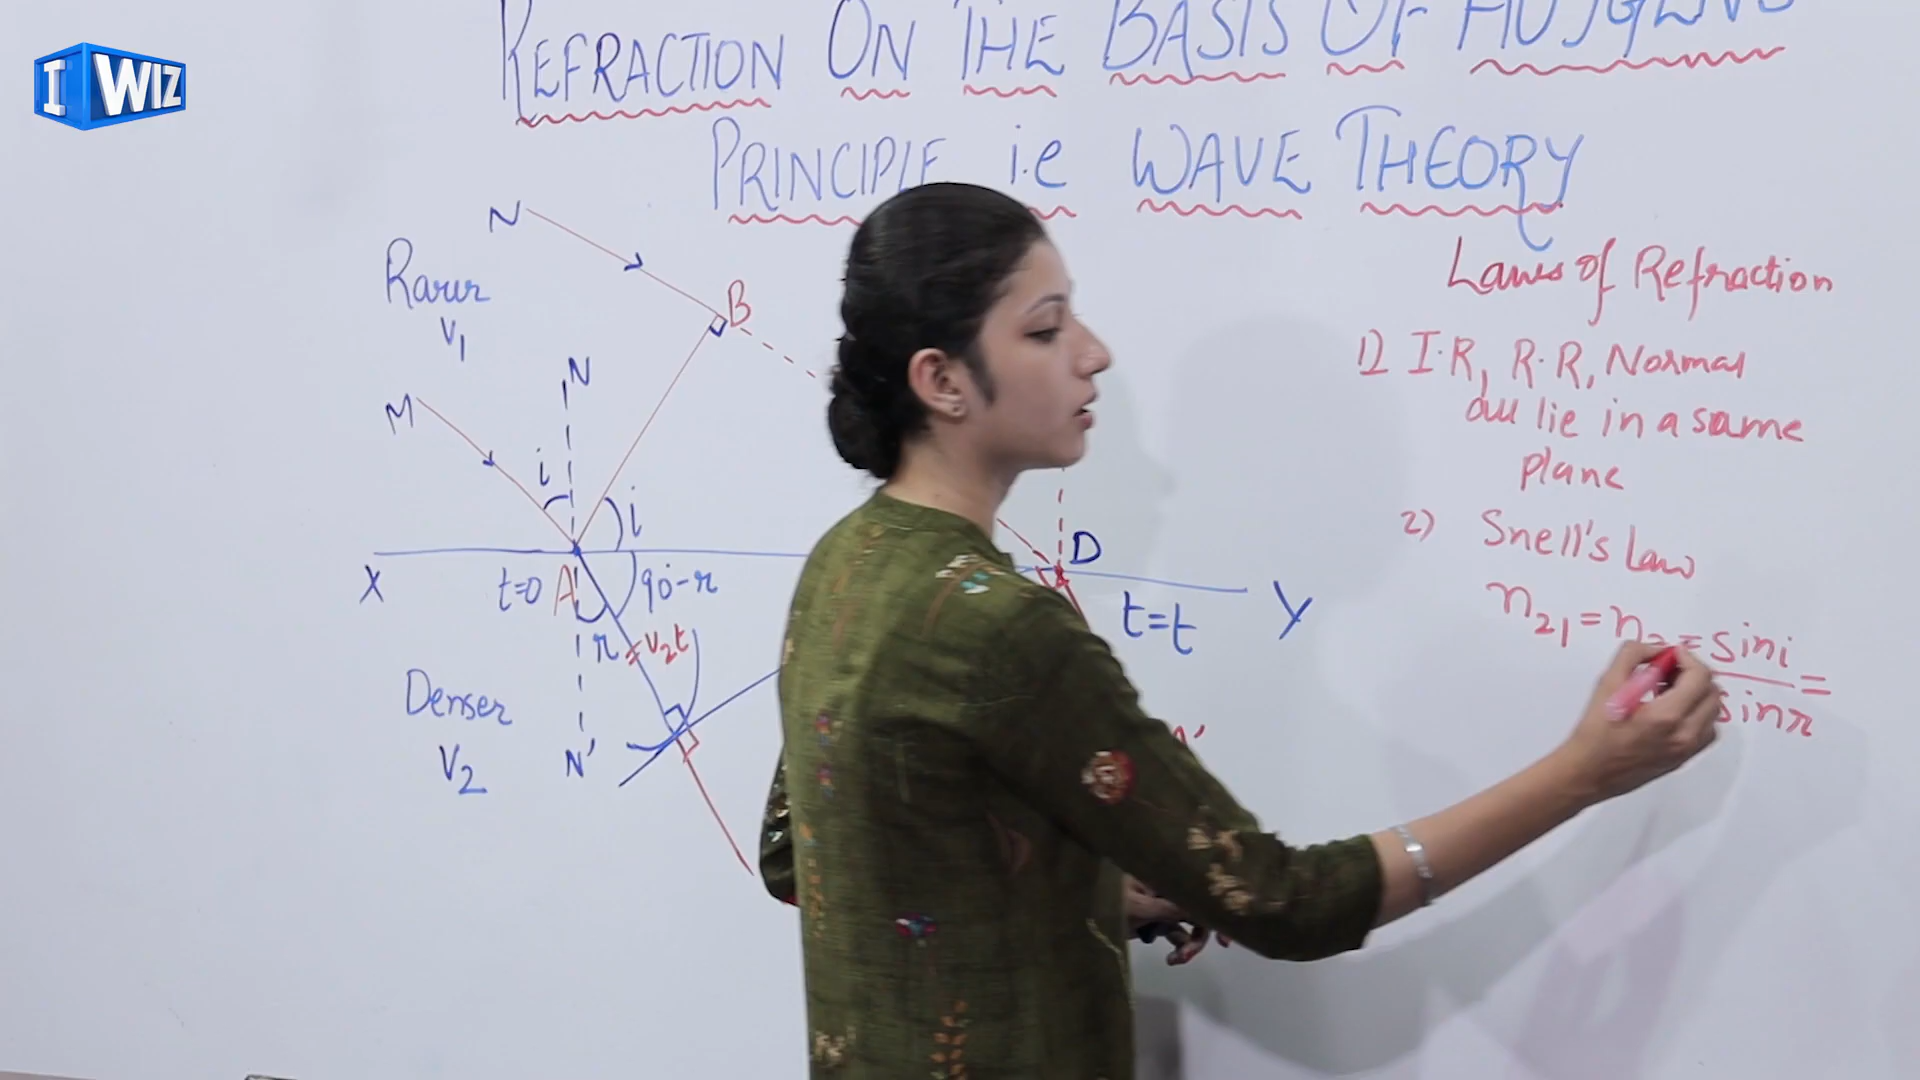 I WIZ
REFRACTION ON THE BASIS OF HUYGENS
PRINCIPLE i.e WAVE THEORY
N
Rarer
V1
B
N
M
i
i
X
t=0 A
90-r
r
=v2t
D
t=t
Y
Denser
V2
N'
N'
Laws of Refraction
1) I.R, R.R, Normal
all lie in a same
plane
2) Snell's Law
n21 = n2 = sini =
sinr